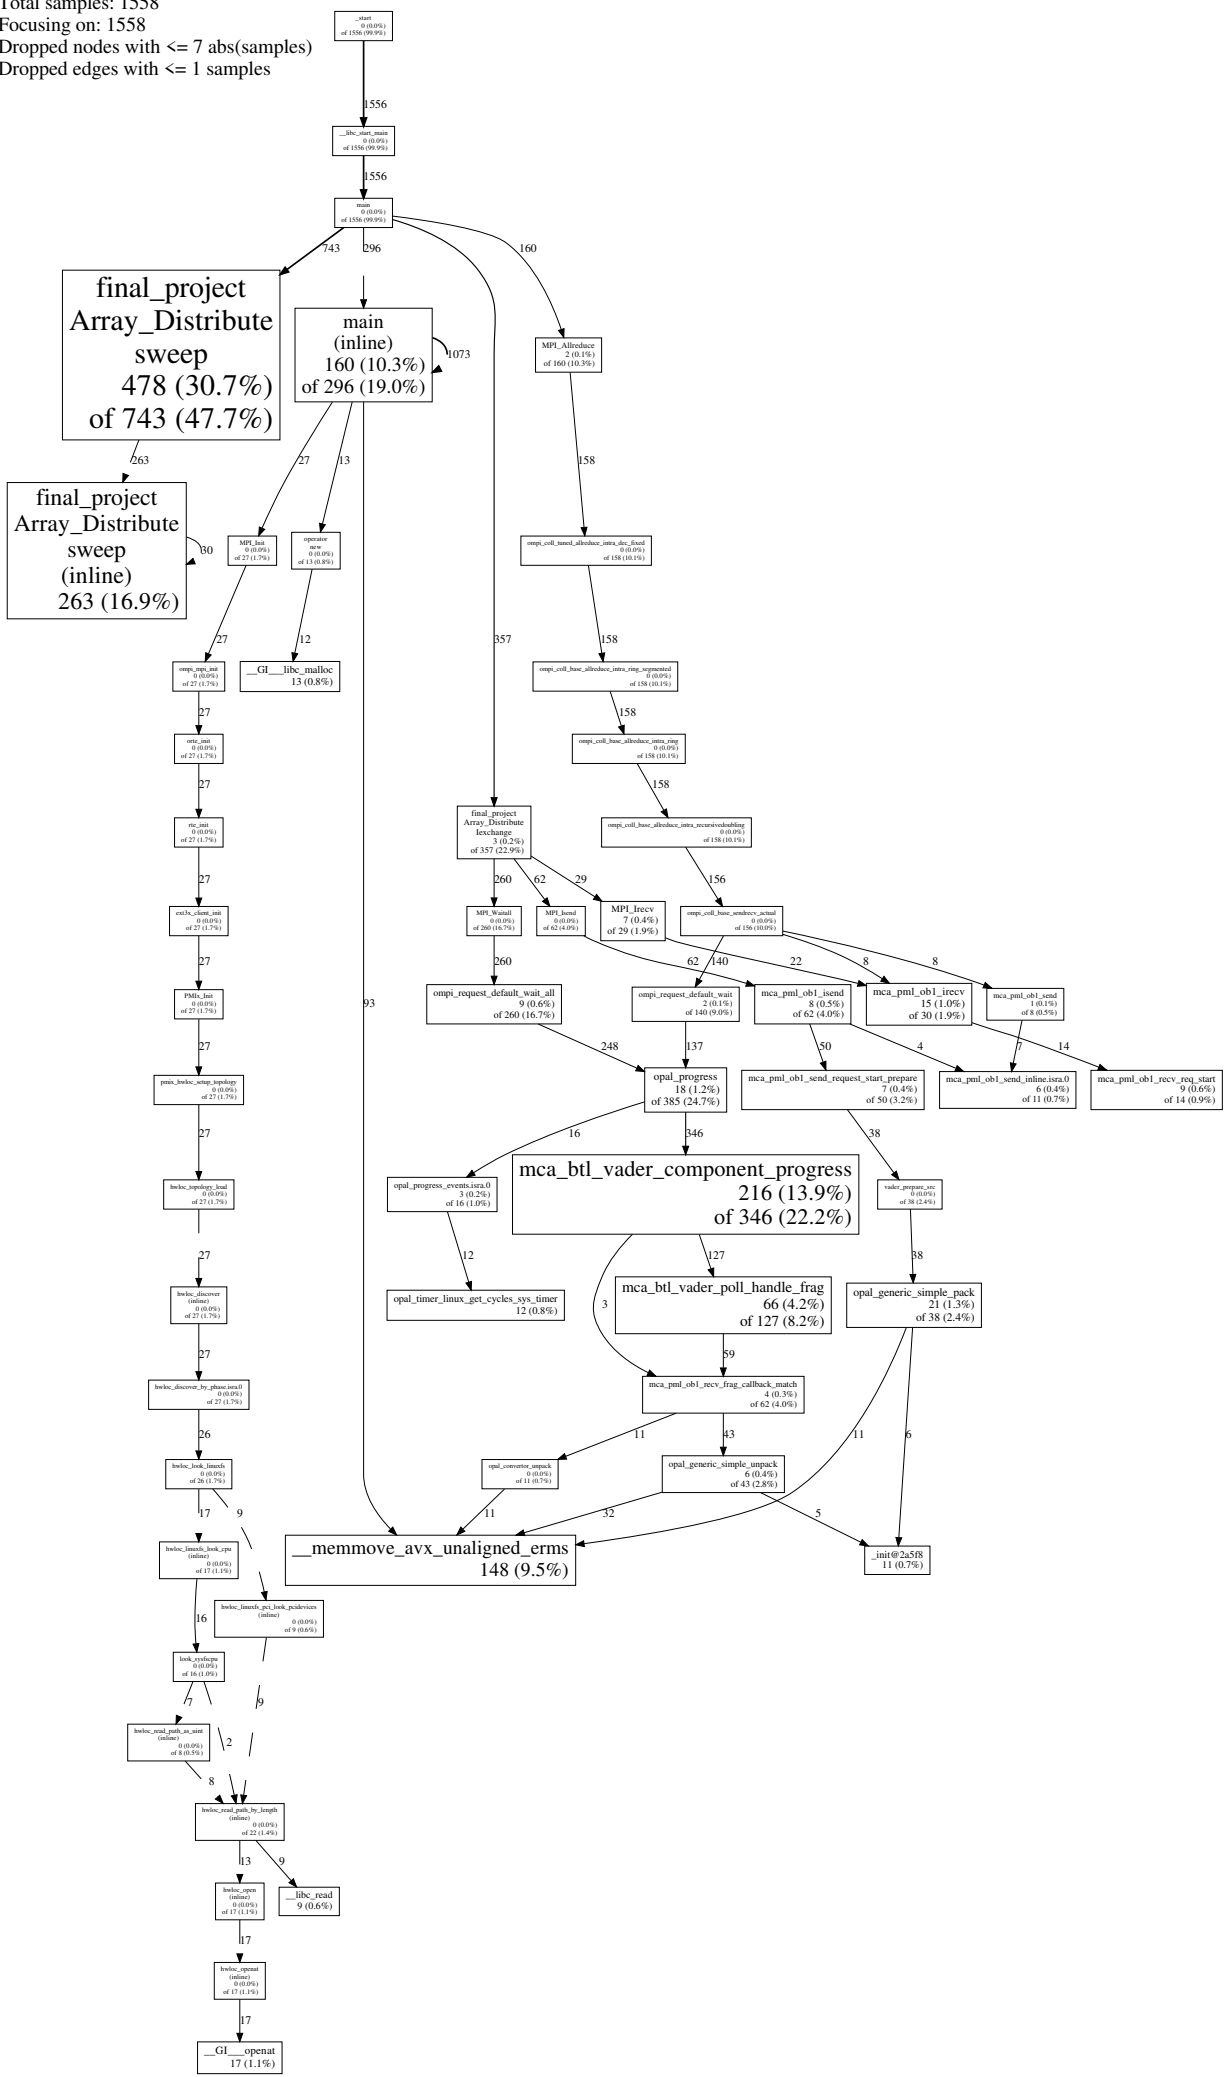 Total samples: 1558
Focusing on: 1558
Dropped nodes with <= 7 abs(samples)
Dropped edges with <= 1 samples
_start
0 (0.0%)
of 1556 (99.9%)
1556
__libc_start_main
0 (0.0%)
of 1556 (99.9%)
1556
main
0 (0.0%)
of 1556 (99.9%)
743
296
160
final_project
Array_Distribute
sweep
478 (30.7%)
of 743 (47.7%)
main
(inline)
160 (10.3%)
of 296 (19.0%)
1073
MPI_Allreduce
2 (0.1%)
of 160 (10.3%)
263
27
13
158
final_project
Array_Distribute
sweep
(inline)
263 (16.9%)
30
MPI_Init
0 (0.0%)
of 27 (1.7%)
operator
new
0 (0.0%)
of 13 (0.8%)
ompi_coll_tuned_allreduce_intra_dec_fixed
0 (0.0%)
of 158 (10.1%)
27
12
357
158
ompi_mpi_init
0 (0.0%)
of 27 (1.7%)
__GI___libc_malloc
13 (0.8%)
ompi_coll_base_allreduce_intra_ring_segmented
0 (0.0%)
of 158 (10.1%)
27
158
orte_init
0 (0.0%)
of 27 (1.7%)
ompi_coll_base_allreduce_intra_ring
0 (0.0%)
of 158 (10.1%)
27
158
rte_init
0 (0.0%)
of 27 (1.7%)
final_project
Array_Distribute
Iexchange
3 (0.2%)
of 357 (22.9%)
ompi_coll_base_allreduce_intra_recursivedoubling
0 (0.0%)
of 158 (10.1%)
27
260
62
29
156
ext3x_client_init
0 (0.0%)
of 27 (1.7%)
MPI_Waitall
0 (0.0%)
of 260 (16.7%)
MPI_Isend
0 (0.0%)
of 62 (4.0%)
MPI_Irecv
7 (0.4%)
of 29 (1.9%)
ompi_coll_base_sendrecv_actual
0 (0.0%)
of 156 (10.0%)
27
260
62
140
22
8
8
PMIx_Init
0 (0.0%)
of 27 (1.7%)
93
ompi_request_default_wait_all
9 (0.6%)
of 260 (16.7%)
ompi_request_default_wait
2 (0.1%)
of 140 (9.0%)
mca_pml_ob1_isend
8 (0.5%)
of 62 (4.0%)
mca_pml_ob1_irecv
15 (1.0%)
of 30 (1.9%)
mca_pml_ob1_send
1 (0.1%)
of 8 (0.5%)
27
248
137
50
4
7
14
pmix_hwloc_setup_topology
0 (0.0%)
of 27 (1.7%)
opal_progress
18 (1.2%)
of 385 (24.7%)
mca_pml_ob1_send_request_start_prepare
7 (0.4%)
of 50 (3.2%)
mca_pml_ob1_send_inline.isra.0
6 (0.4%)
of 11 (0.7%)
mca_pml_ob1_recv_req_start
9 (0.6%)
of 14 (0.9%)
27
16
346
38
hwloc_topology_load
0 (0.0%)
of 27 (1.7%)
opal_progress_events.isra.0
3 (0.2%)
of 16 (1.0%)
mca_btl_vader_component_progress
216 (13.9%)
of 346 (22.2%)
vader_prepare_src
0 (0.0%)
of 38 (2.4%)
27
12
127
38
hwloc_discover
(inline)
0 (0.0%)
of 27 (1.7%)
opal_timer_linux_get_cycles_sys_timer
12 (0.8%)
3
mca_btl_vader_poll_handle_frag
66 (4.2%)
of 127 (8.2%)
opal_generic_simple_pack
21 (1.3%)
of 38 (2.4%)
27
59
hwloc_discover_by_phase.isra.0
0 (0.0%)
of 27 (1.7%)
mca_pml_ob1_recv_frag_callback_match
4 (0.3%)
of 62 (4.0%)
26
11
43
11
6
hwloc_look_linuxfs
0 (0.0%)
of 26 (1.7%)
opal_convertor_unpack
0 (0.0%)
of 11 (0.7%)
opal_generic_simple_unpack
6 (0.4%)
of 43 (2.8%)
17
9
11
32
5
hwloc_linuxfs_look_cpu
(inline)
0 (0.0%)
of 17 (1.1%)
__memmove_avx_unaligned_erms
148 (9.5%)
_init@2a5f8
11 (0.7%)
16
hwloc_linuxfs_pci_look_pcidevices
(inline)
0 (0.0%)
of 9 (0.6%)
look_sysfscpu
0 (0.0%)
of 16 (1.0%)
7
9
hwloc_read_path_as_uint
(inline)
0 (0.0%)
of 8 (0.5%)
2
8
hwloc_read_path_by_length
(inline)
0 (0.0%)
of 22 (1.4%)
13
9
hwloc_open
(inline)
0 (0.0%)
of 17 (1.1%)
__libc_read
9 (0.6%)
17
hwloc_openat
(inline)
0 (0.0%)
of 17 (1.1%)
17
__GI___openat
17 (1.1%)